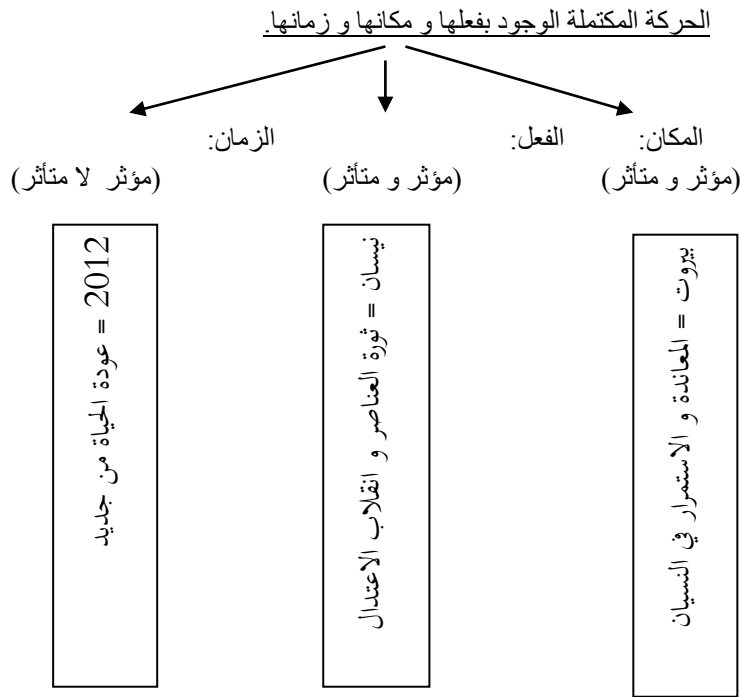 الحركة المكتملة الوجود بفعلها و مكانها و زمانها.
المكان: الفعل: الزمان:
(مؤثر و متأثر) (مؤثر و متأثر) (مؤثر لا متأثر)
بيروت = المعاندة و الاستمرار في النسيان
نيسان = ثورة العناصر و انقلاب الاعتدال
2012 = عودة الحياة من جديد